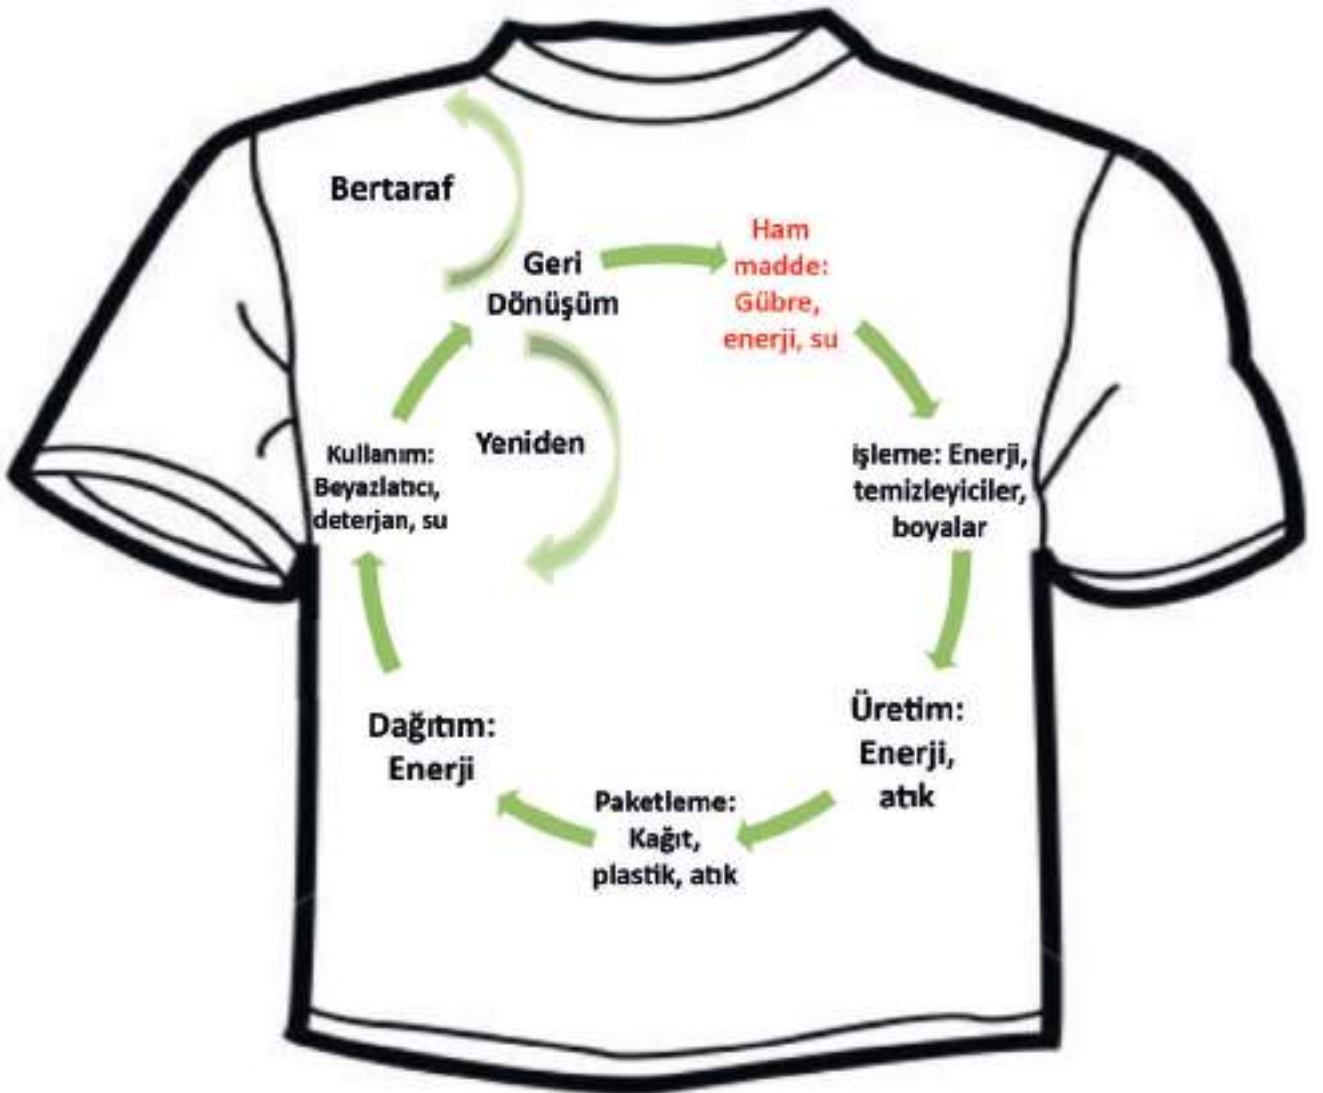 Bertaraf
Geri
Dönüşüm
Ham
madde:
Gübre,
enerji, su
Yeniden
Kullanım:
Beyazlatıcı,
deterjan, su
işleme: Enerji,
temizleyiciler,
boyalar
Dağıtım:
Enerji
Üretim:
Enerji,
atık
Paketleme:
Kağıt,
plastik, atık